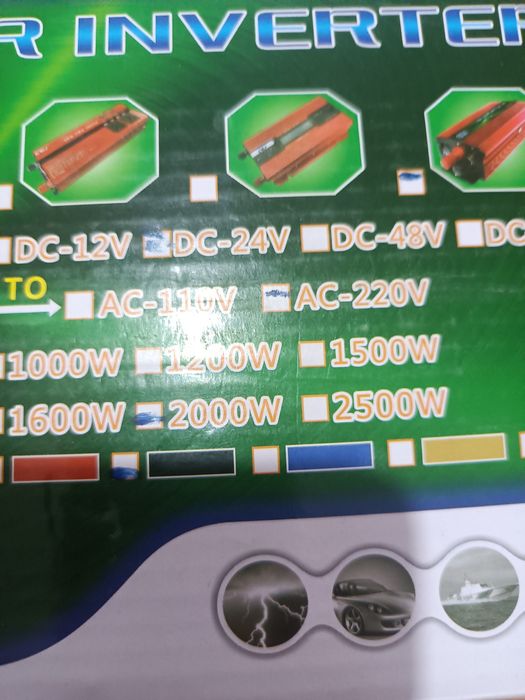 R INVERTER
DC-12V DC-24V DC-48V DC
TO AC-110V AC-220V
1000W 1200W 1500W
1600W 2000W 2500W